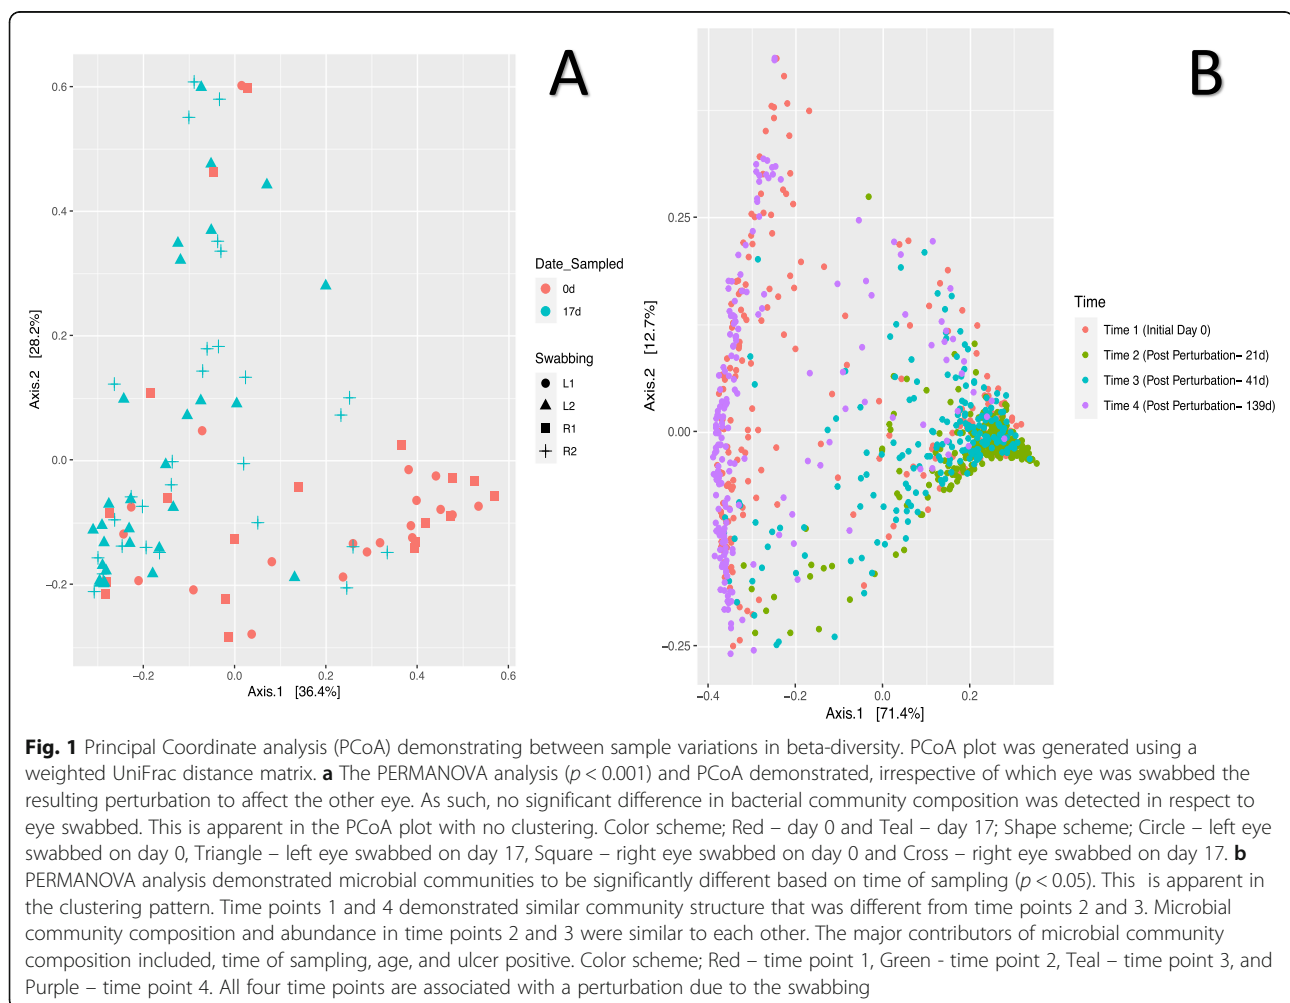 A
B
0.6
0.4
0.2
0.0
−0.2
−0.2
0.0
0.2
0.4
0.6
Axis.2 [28.2%]
Axis.1 [36.4%]
Date_Sampled
0d
17d
Swabbing
L1
L2
R1
R2
0.25
0.00
−0.25
−0.4
−0.2
0.0
0.2
Axis.2 [12.7%]
Axis.1 [71.4%]
Time
Time 1 (Initial Day 0)
Time 2 (Post Perturbation− 21d)
Time 3 (Post Perturbation− 41d)
Time 4 (Post Perturbation− 139d)
Fig. 1 Principal Coordinate analysis (PCoA) demonstrating between sample variations in beta-diversity. PCoA plot was generated using a
weighted UniFrac distance matrix. a The PERMANOVA analysis (p < 0.001) and PCoA demonstrated, irrespective of which eye was swabbed the
resulting perturbation to affect the other eye. As such, no significant difference in bacterial community composition was detected in respect to
eye swabbed. This is apparent in the PCoA plot with no clustering. Color scheme; Red – day 0 and Teal – day 17; Shape scheme; Circle – left eye
swabbed on day 0, Triangle – left eye swabbed on day 17, Square – right eye swabbed on day 0 and Cross – right eye swabbed on day 17. b
PERMANOVA analysis demonstrated microbial communities to be significantly different based on time of sampling (p < 0.05). This is apparent in
the clustering pattern. Time points 1 and 4 demonstrated similar community structure that was different from time points 2 and 3. Microbial
community composition and abundance in time points 2 and 3 were similar to each other. The major contributors of microbial community
composition included, time of sampling, age, and ulcer positive. Color scheme; Red – time point 1, Green - time point 2, Teal – time point 3, and
Purple – time point 4. All four time points are associated with a perturbation due to the swabbing